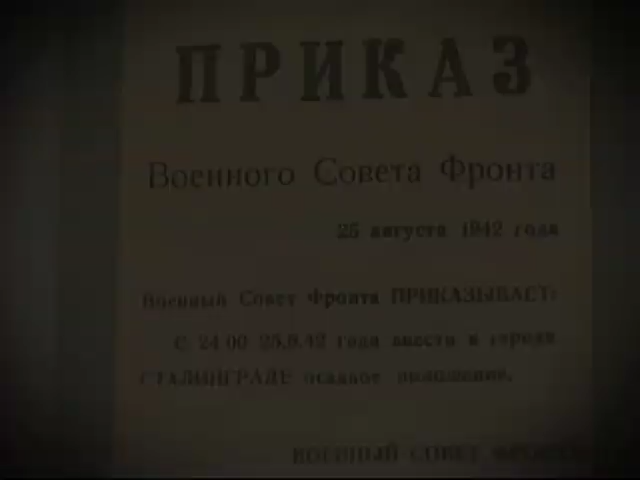 ПРИКАЗ
Военного Совета Фронта
25 августа 1942 года
Военный Совет Фронта ПРИКАЗЫВАЕТ:
С 24.00 25.8.42 года ввести в городе
СТАЛИНГРАДЕ осадное положение.
ВОЕННЫЙ СОВЕТ ФРОНТА